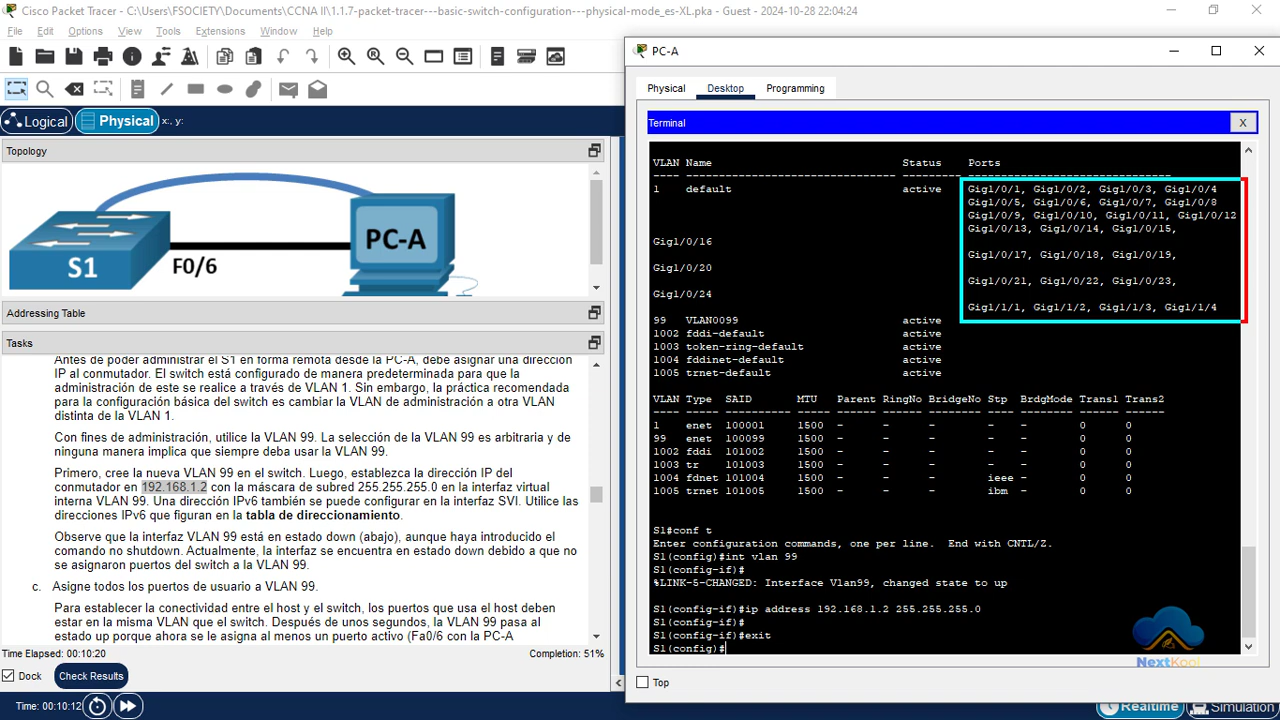 Cisco Packet Tracer - C:\Users\FSOCIETY\Documents\CCNA II\1.1.7-packet-tracer---basic-switch-configuration---physical-mode_es-XL.pka - Guest - 2024-10-28 22:04:24
File Edit Options View Tools Extensions Window Help
Logical Physical x:, y:
Topology
S1
F0/6
PC-A
Addressing Table
Tasks
Antes de poder administrar el S1 en forma remota desde la PC-A, debe asignar una dirección
IP al conmutador. El switch está configurado de manera predeterminada para que la
administración de este se realice a través de VLAN 1. Sin embargo, la práctica recomendada
para la configuración básica del switch es cambiar la VLAN de administración a otra VLAN
distinta de la VLAN 1.
Con fines de administración, utilice la VLAN 99. La selección de la VLAN 99 es arbitraria y de
ninguna manera implica que siempre deba usar la VLAN 99.
Primero, cree la nueva VLAN 99 en el switch. Luego, establezca la dirección IP del
conmutador en 192.168.1.2 con la máscara de subred 255.255.255.0 en la interfaz virtual
interna VLAN 99. Una dirección IPv6 también se puede configurar en la interfaz SVI. Utilice las
direcciones IPv6 que figuran en la tabla de direccionamiento.
Observe que la interfaz VLAN 99 está en estado down (abajo), aunque haya introducido el
comando no shutdown. Actualmente, la interfaz se encuentra en estado down debido a que no
se asignaron puertos del switch a la VLAN 99.
c. Asigne todos los puertos de usuario a VLAN 99.
Para establecer la conectividad entre el host y el switch, los puertos que usa el host deben
estar en la misma VLAN que el switch. Después de unos segundos, la VLAN 99 pasa al
estado up porque ahora se le asigna al menos un puerto activo (Fa0/6 con la PC-A
Time Elapsed: 00:10:20 Completion: 51%
Dock Check Results
Time: 00:10:12
PC-A
Physical Desktop Programming
Terminal X
VLAN Name Status Ports
---- -------------------------------- --------- -------------------------------
1 default active Gig1/0/1, Gig1/0/2, Gig1/0/3, Gig1/0/4
Gig1/0/5, Gig1/0/6, Gig1/0/7, Gig1/0/8
Gig1/0/9, Gig1/0/10, Gig1/0/11, Gig1/0/12
Gig1/0/13, Gig1/0/14, Gig1/0/15,
Gig1/0/16
Gig1/0/17, Gig1/0/18, Gig1/0/19,
Gig1/0/20
Gig1/0/21, Gig1/0/22, Gig1/0/23,
Gig1/0/24
Gig1/1/1, Gig1/1/2, Gig1/1/3, Gig1/1/4
99 VLAN0099 active
1002 fddi-default active
1003 token-ring-default active
1004 fddinet-default active
1005 trnet-default active
VLAN Type SAID MTU Parent RingNo BridgeNo Stp BrdgMode Trans1 Trans2
---- ----- ---------- ----- ------ ------ -------- ---- -------- ------ ------
1 enet 100001 1500 - - - - - 0 0
99 enet 100099 1500 - - - - - 0 0
1002 fddi 101002 1500 - - - - - 0 0
1003 tr 101003 1500 - - - - - 0 0
1004 fdnet 101004 1500 - - - ieee - 0 0
1005 trnet 101005 1500 - - - ibm - 0 0
S1#conf t
Enter configuration commands, one per line. End with CNTL/Z.
S1(config)#int vlan 99
S1(config-if)#
%LINK-5-CHANGED: Interface Vlan99, changed state to up
S1(config-if)#ip address 192.168.1.2 255.255.255.0
S1(config-if)#
S1(config-if)#exit
S1(config)#
NextKool
Top
Realtime Simulation